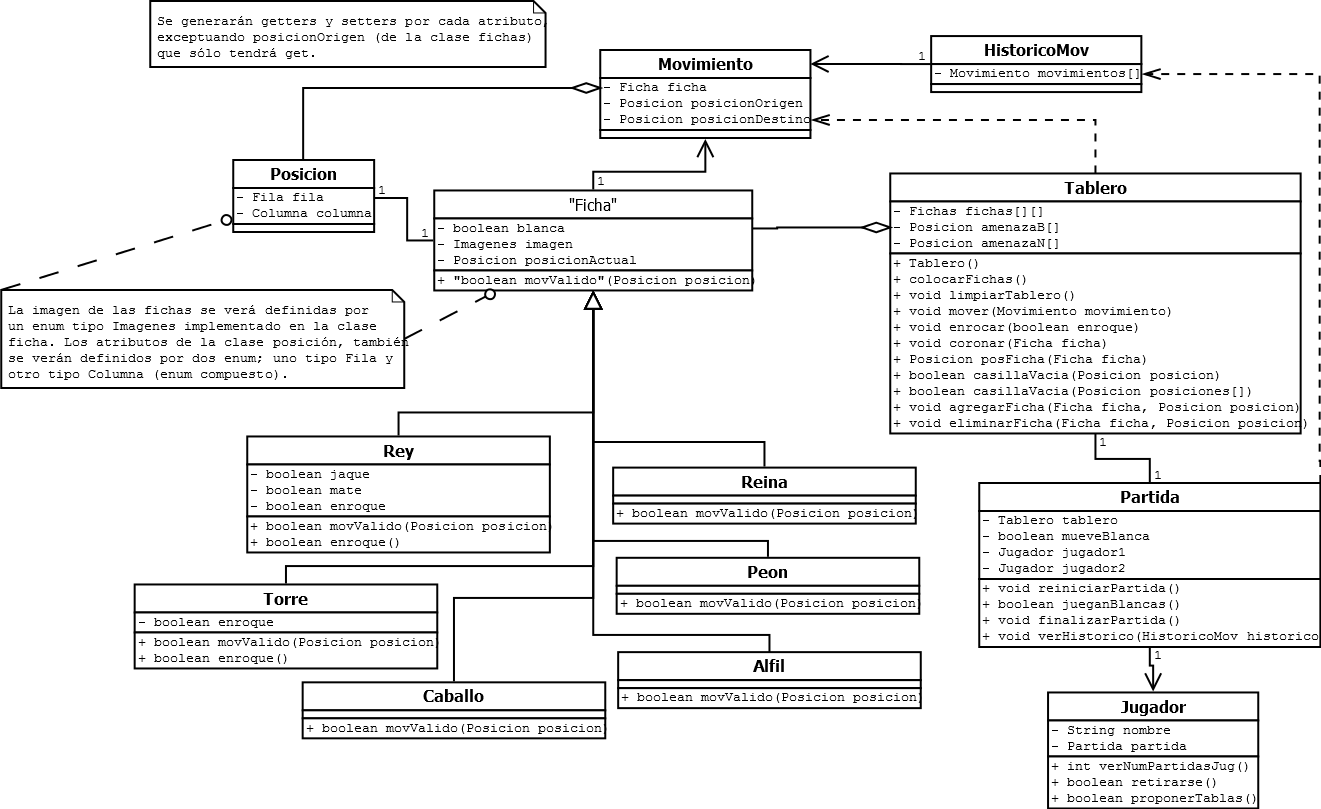 Se generarán getters y setters por cada atributo,
exceptuando posicionOrigen (de la clase fichas)
que sólo tendrá get.
Movimiento
- Ficha ficha
- Posicion posicionOrigen
- Posicion posicionDestino
1
HistoricoMov
- Movimiento movimientos[]
Posicion
- Fila fila
- Columna columna
1
1
1
"Ficha"
- boolean blanca
- Imagenes imagen
- Posicion posicionActual
+ "boolean movValido"(Posicion posicion)
Tablero
- Fichas fichas[][]
- Posicion amenazaB[]
- Posicion amenazaN[]
+ Tablero()
+ colocarFichas()
+ void limpiarTablero()
+ void mover(Movimiento movimiento)
+ void enrocar(boolean enroque)
+ void coronar(Ficha ficha)
+ Posicion posFicha(Ficha ficha)
+ boolean casillaVacia(Posicion posicion)
+ boolean casillaVacia(Posicion posiciones[])
+ void agregarFicha(Ficha ficha, Posicion posicion)
+ void eliminarFicha(Ficha ficha, Posicion posicion)
1
1
La imagen de las fichas se verá definidas por
un enum tipo Imagenes implementado en la clase
ficha. Los atributos de la clase posición, también
se verán definidos por dos enum; uno tipo Fila y
otro tipo Columna (enum compuesto).
Rey
- boolean jaque
- boolean mate
- boolean enroque
+ boolean movValido(Posicion posicion)
+ boolean enroque()
Reina
+ boolean movValido(Posicion posicion)
Peon
+ boolean movValido(Posicion posicion)
Torre
- boolean enroque
+ boolean movValido(Posicion posicion)
+ boolean enroque()
Alfil
+ boolean movValido(Posicion posicion)
Caballo
+ boolean movValido(Posicion posicion)
Partida
- Tablero tablero
- boolean mueveBlanca
- Jugador jugador1
- Jugador jugador2
+ void reiniciarPartida()
+ boolean jueganBlancas()
+ void finalizarPartida()
+ void verHistorico(HistoricoMov historico
1
Jugador
- String nombre
- Partida partida
+ int verNumPartidasJug()
+ boolean retirarse()
+ boolean proponerTablas()